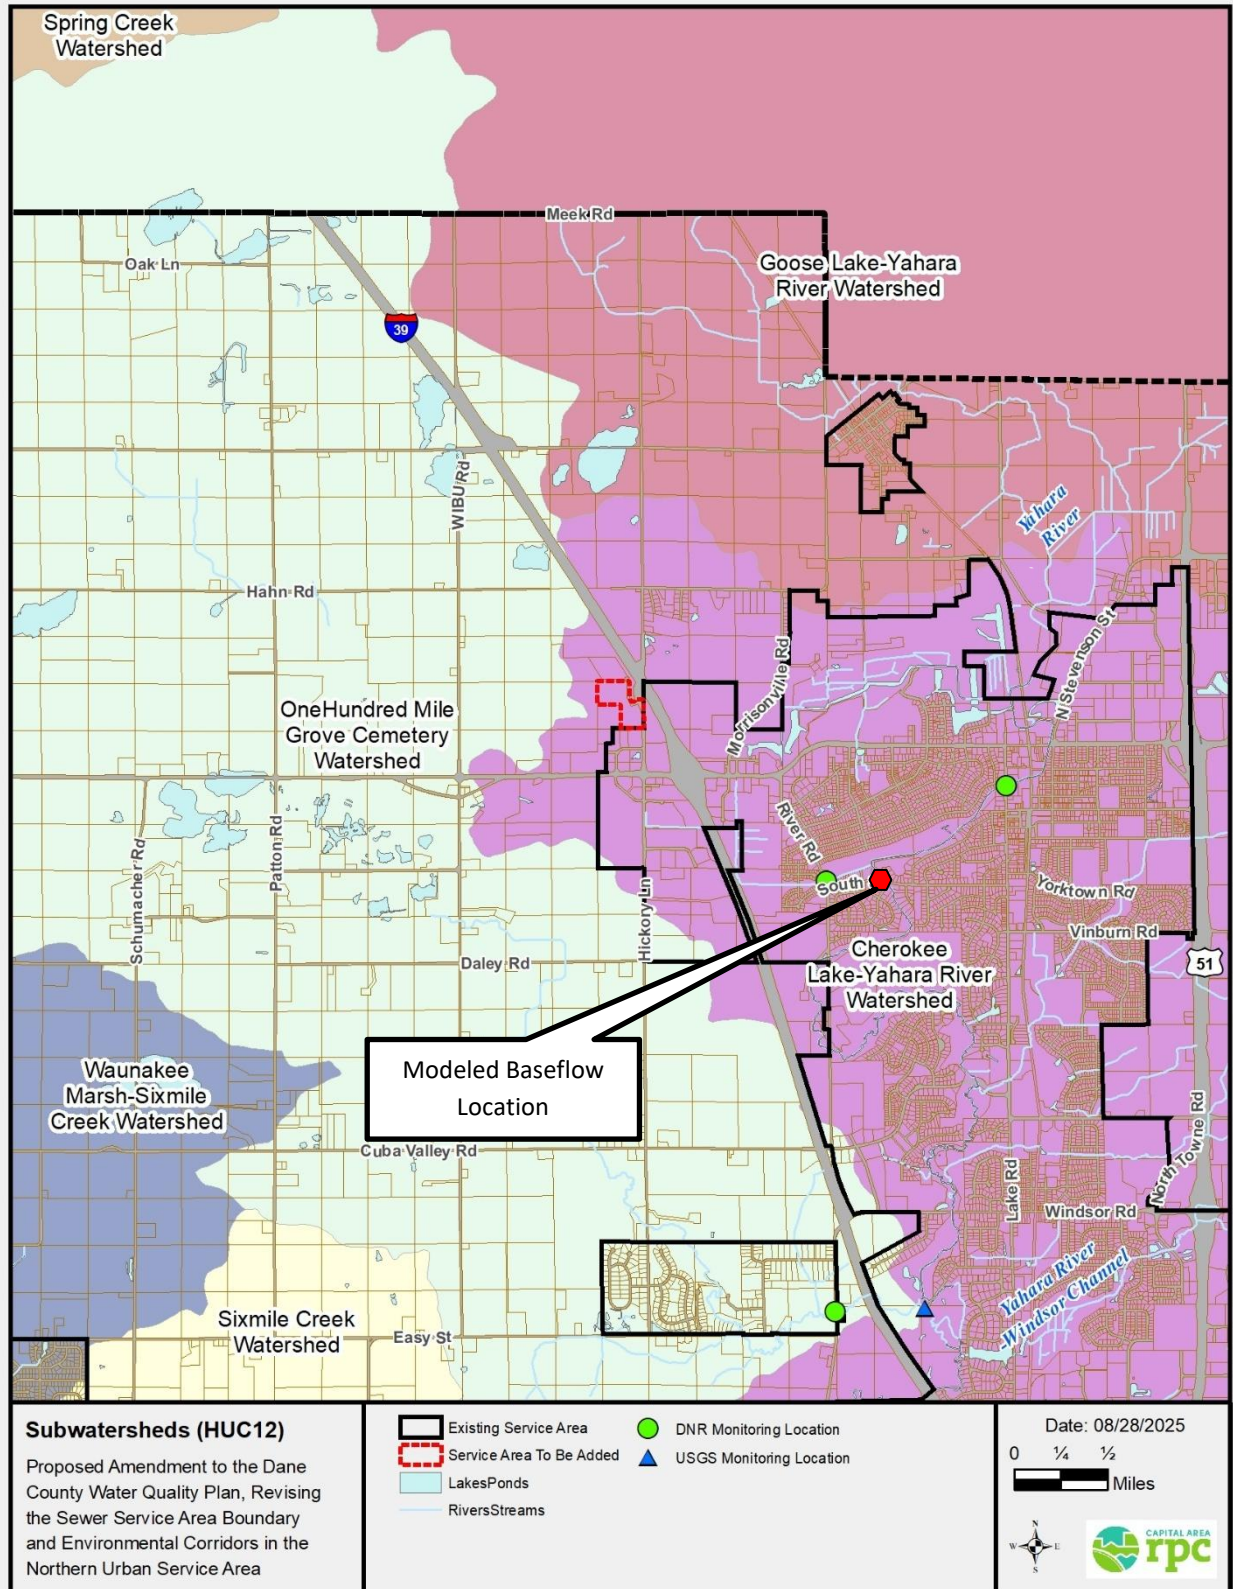 Spring Creek
Watershed
Meek Rd
Oak Ln
Goose Lake-Yahara
River Watershed
39
WIBU Rd
Yahara
River
Hahn Rd
N Stevenson St
Morrisonville Rd
OneHundred Mile
Grove Cemetery
Watershed
River Rd
Patton Rd
Schumacher Rd
South
Yorktown Rd
Hickory Ln
Vinburn Rd
Daley Rd
Cherokee
Lake-Yahara River
Watershed
51
Modeled Baseflow
Location
Waunakee
Marsh-Sixmile
Creek Watershed
Cuba Valley Rd
North Towne Rd
Lake Rd
Windsor Rd
Yahara River
-Windsor Channel
Sixmile Creek
Watershed
Easy St
Subwatersheds (HUC12)
Proposed Amendment to the Dane
County Water Quality Plan, Revising
the Sewer Service Area Boundary
and Environmental Corridors in the
Northern Urban Service Area
Existing Service Area
Service Area To Be Added
LakesPonds
RiversStreams
DNR Monitoring Location
USGS Monitoring Location
Date: 08/28/2025
0 ¼ ½
Miles
N
W E
S
CAPITAL AREA
rpc